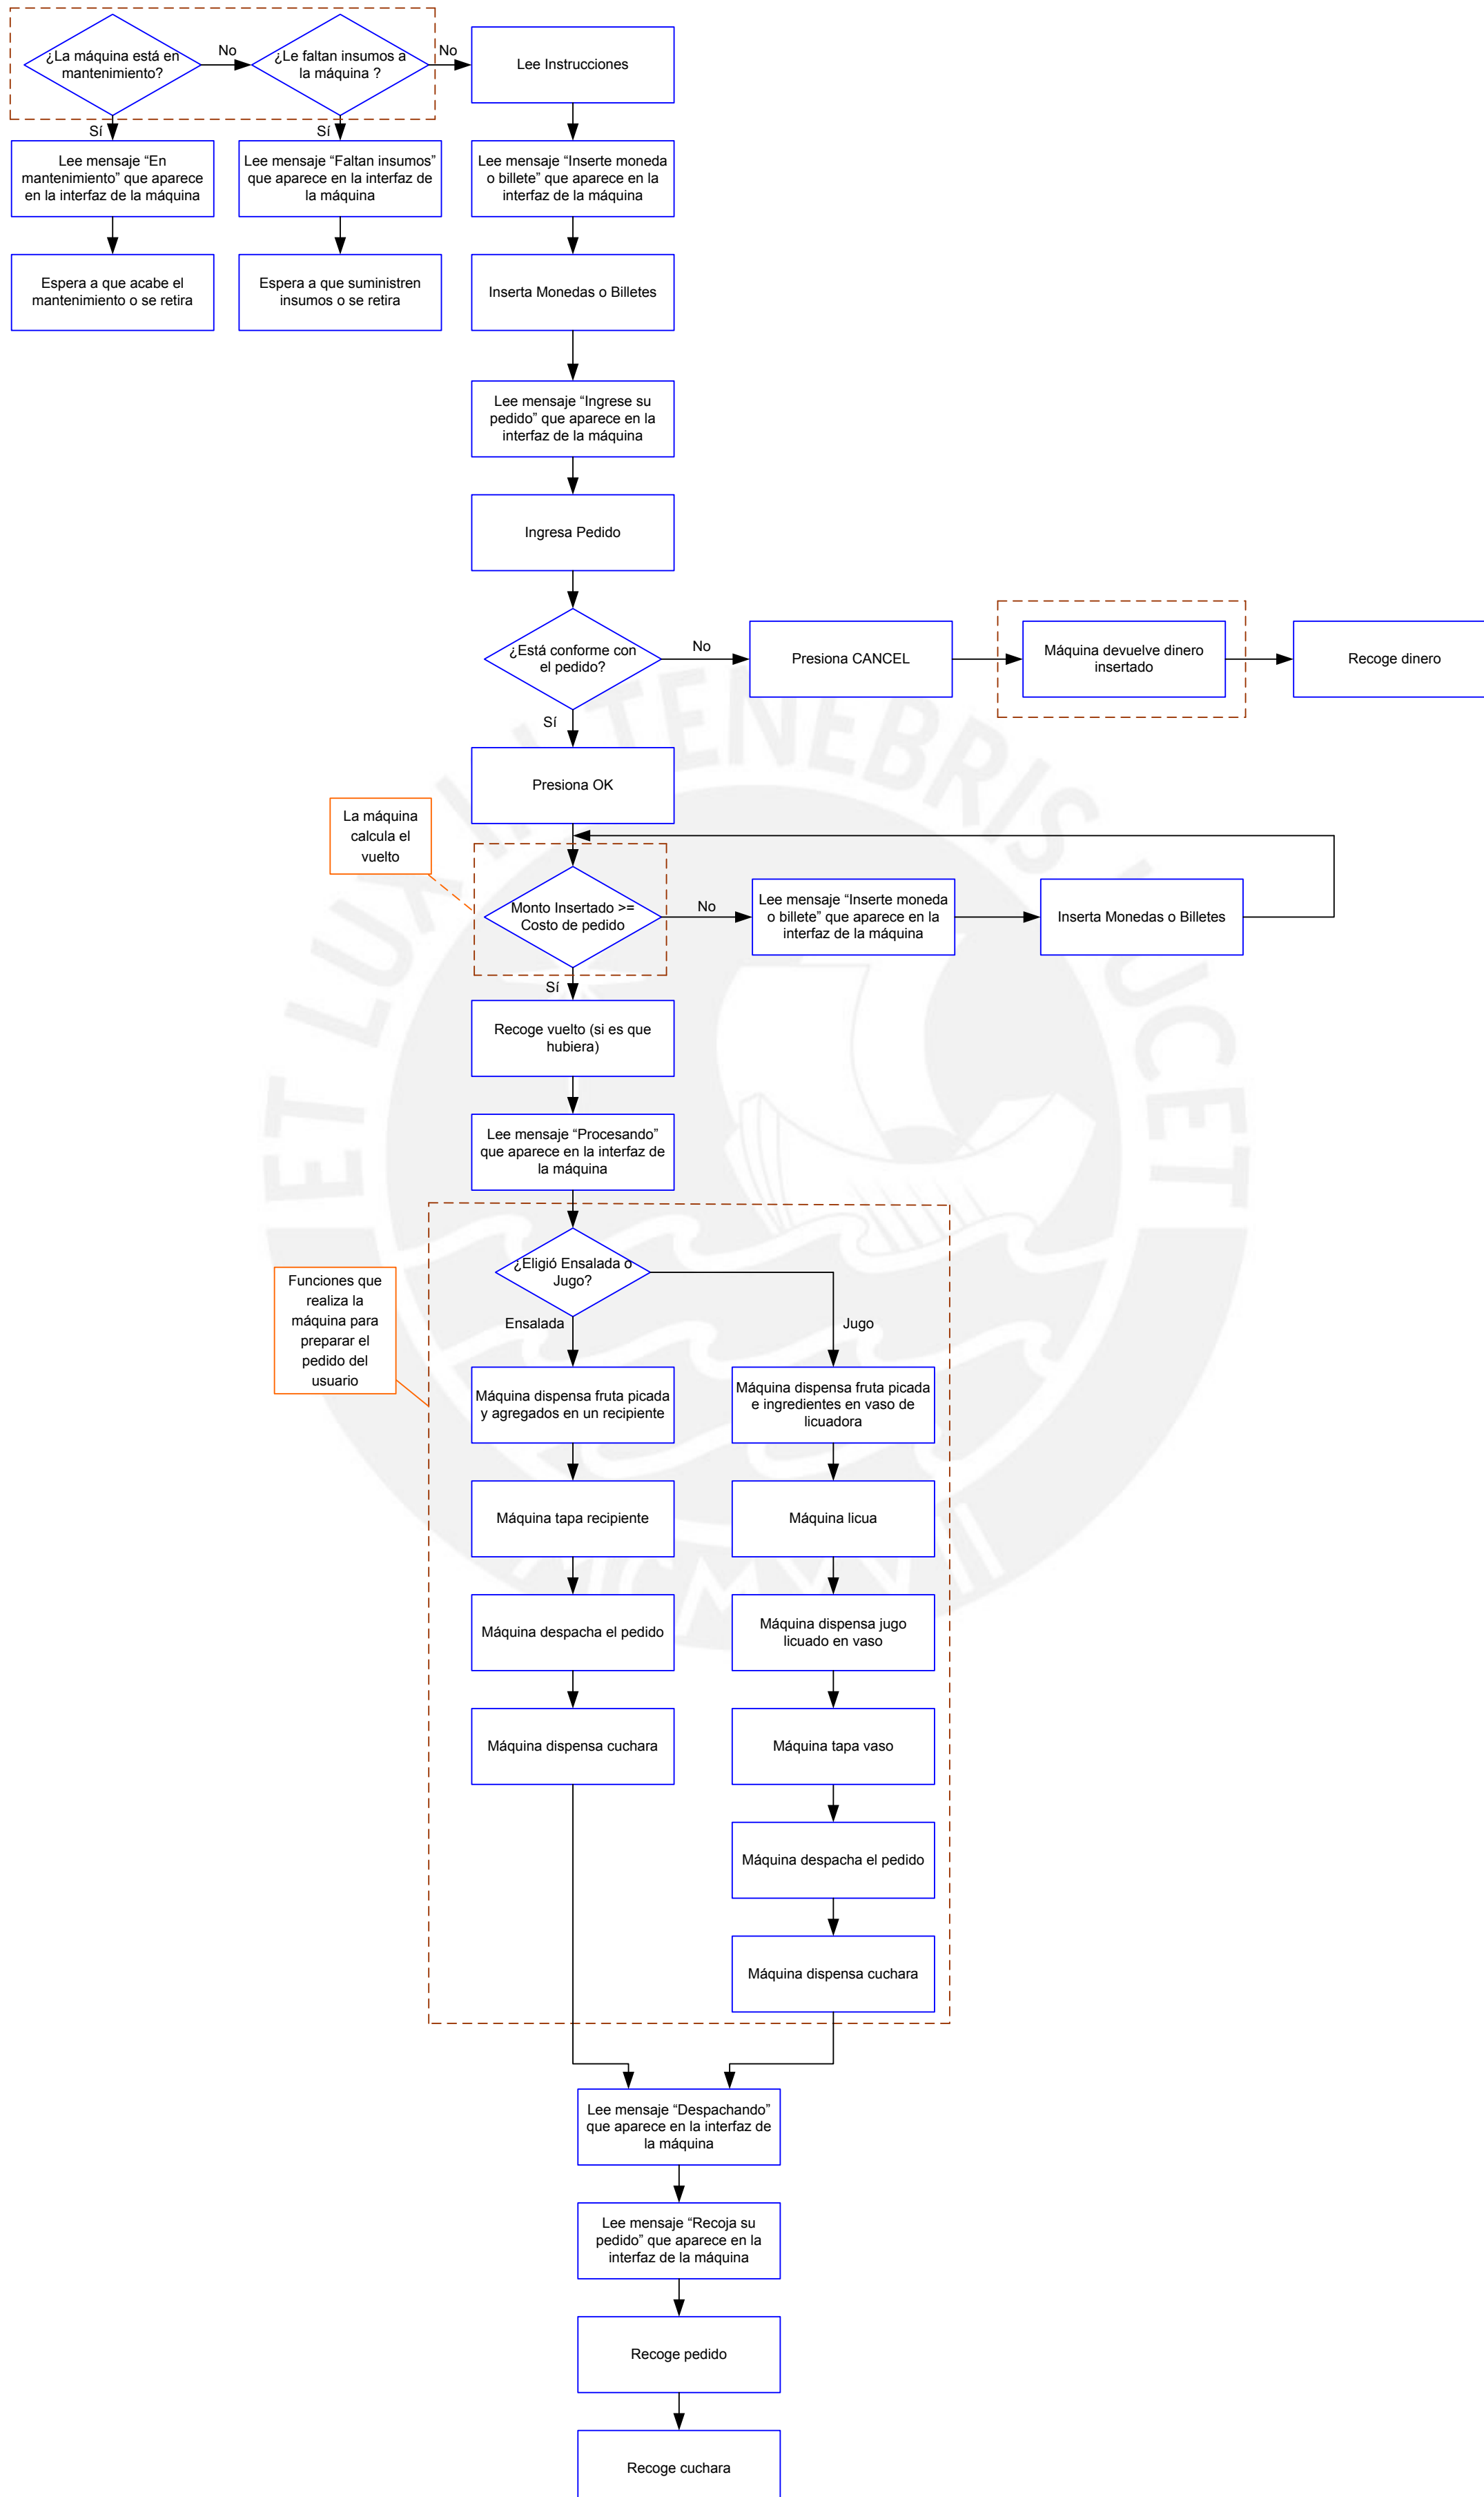 ¿La máquina está en
mantenimiento?
No
¿Le faltan insumos a
la máquina ?
No
Lee Instrucciones
Sí
Sí
Lee mensaje “En
mantenimiento” que aparece
en la interfaz de la máquina
Lee mensaje “Faltan insumos”
que aparece en la interfaz de
la máquina
Lee mensaje “Inserte moneda
o billete” que aparece en la
interfaz de la máquina
Espera a que acabe el
mantenimiento o se retira
Espera a que suministren
insumos o se retira
Inserta Monedas o Billetes
Lee mensaje “Ingrese su
pedido” que aparece en la
interfaz de la máquina
Ingresa Pedido
¿Está conforme con
el pedido?
No
Presiona CANCEL
Máquina devuelve dinero
insertado
Recoge dinero
Sí
Presiona OK
La máquina
calcula el
vuelto
Monto Insertado >=
Costo de pedido
No
Lee mensaje “Inserte moneda
o billete” que aparece en la
interfaz de la máquina
Inserta Monedas o Billetes
Sí
Recoge vuelto (si es que
hubiera)
Lee mensaje “Procesando”
que aparece en la interfaz de
la máquina
¿Eligió Ensalada o
Jugo?
Funciones que
realiza la
máquina para
preparar el
pedido del
usuario
Ensalada
Jugo
Máquina dispensa fruta picada
y agregados en un recipiente
Máquina dispensa fruta picada
e ingredientes en vaso de
licuadora
Máquina tapa recipiente
Máquina licua
Máquina despacha el pedido
Máquina dispensa jugo
licuado en vaso
Máquina dispensa cuchara
Máquina tapa vaso
Máquina despacha el pedido
Máquina dispensa cuchara
Lee mensaje “Despachando”
que aparece en la interfaz de
la máquina
Lee mensaje “Recoja su
pedido” que aparece en la
interfaz de la máquina
Recoge pedido
Recoge cuchara
ET LUX IN TENEBRIS LUCET
MCMXVII